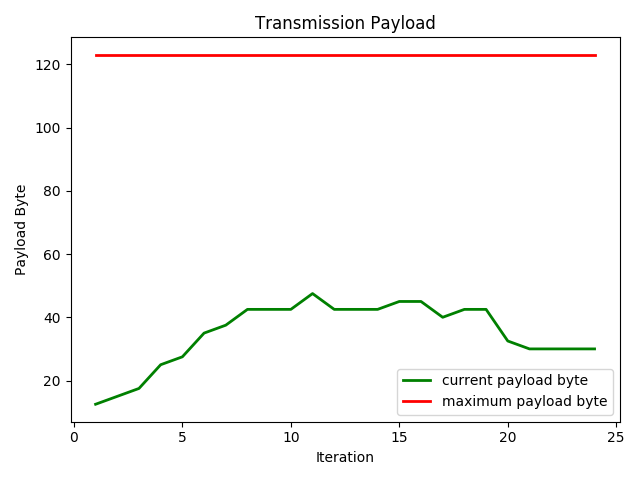 Transmission Payload
Payload Byte
120
100
80
60
40
20
current payload byte
maximum payload byte
0 5 10 15 20 25
Iteration